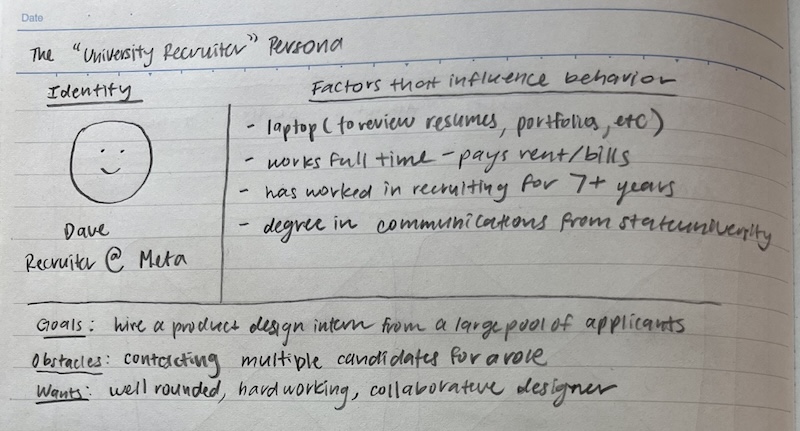 Date
The "University Recruiter" Persona
Identity
Dave
Recruiter @ Meta
Factors that influence behavior
- laptop (to review resumes, portfolios, etc)
- works full time - pays rent/bills
- has worked in recruiting for 7+ years
- degree in communications from state university
Goals: hire a product design intern from a large pool of applicants
Obstacles: contacting multiple candidates for a role
Wants: well rounded, hard working, collaborative designer